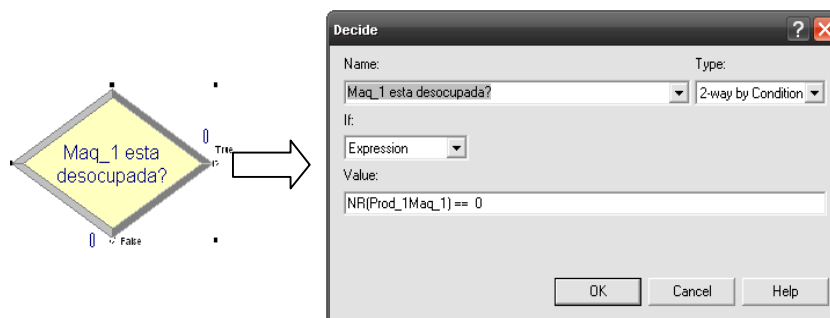 Decide
Name:
Type:
Maq_1 esta desocupada?
2-way by Condition
If:
Expression
Value:
NR(Prod_1Maq_1) == 0
OK
Cancel
Help
Maq_1 esta
desocupada?
0
True
0
False